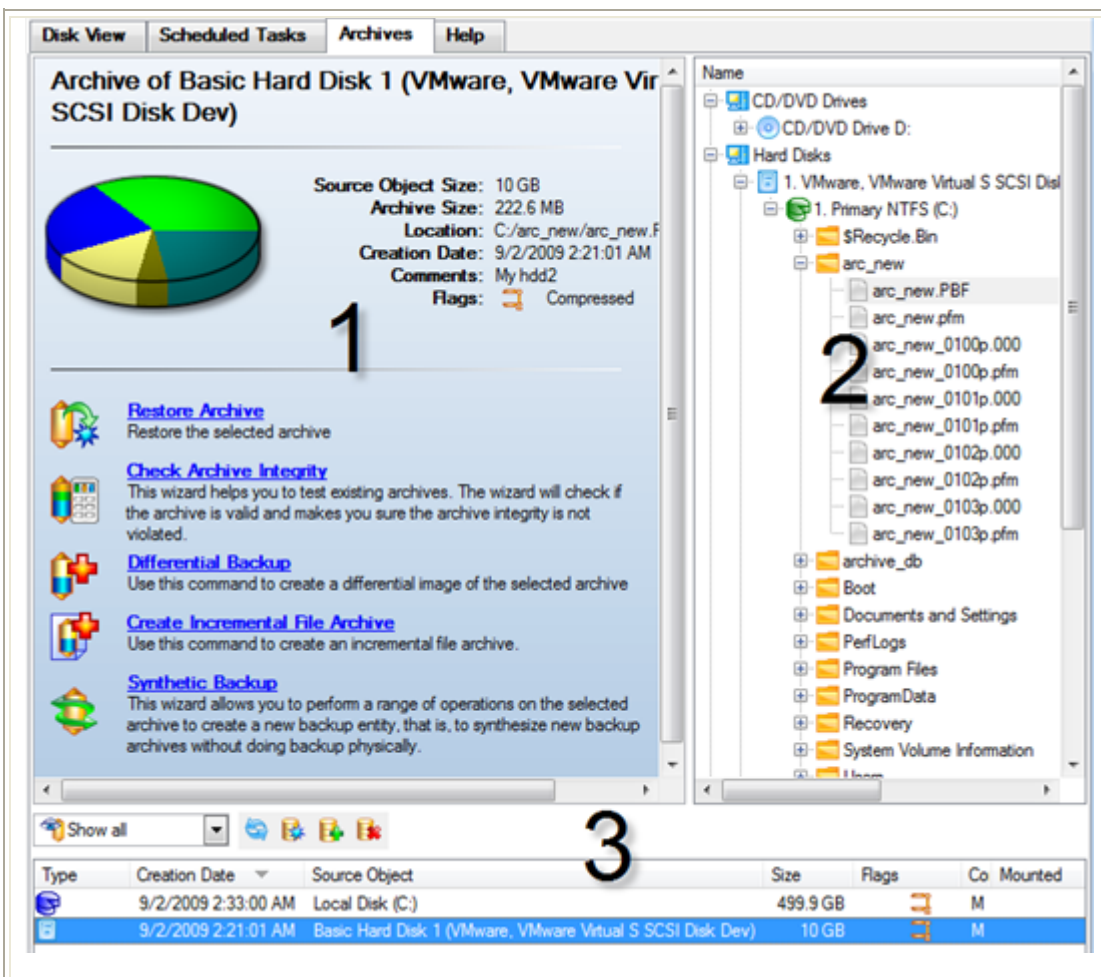 Disk View Scheduled Tasks Archives Help
Archive of Basic Hard Disk 1 (VMware, VMware Vir
SCSI Disk Dev)
Source Object Size: 10 GB
Archive Size: 222.6 MB
Location: C:/arc_new/arc_new.F
Creation Date: 9/2/2009 2:21:01 AM
Comments: My hdd2
Flags: Compressed
1
Restore Archive
Restore the selected archive
Check Archive Integrity
This wizard helps you to test existing archives. The wizard will check if
the archive is valid and makes you sure the archive integrity is not
violated.
Differential Backup
Use this command to create a differential image of the selected archive
Create Incremental File Archive
Use this command to create an incremental file archive.
Synthetic Backup
This wizard allows you to perform a range of operations on the selected
archive to create a new backup entity, that is, to synthesize new backup
archives without doing backup physically.
Name
CD/DVD Drives
CD/DVD Drive D:
Hard Disks
1. VMware, VMware Virtual S SCSI Disl
1. Primary NTFS (C:)
$Recycle.Bin
arc_new
arc_new.PBF
arc_new.pfm
arc_new_0100p.000
2
arc_new_0100p.pfm
arc_new_0101p.000
arc_new_0101p.pfm
arc_new_0102p.000
arc_new_0102p.pfm
arc_new_0103p.000
arc_new_0103p.pfm
archive_db
Boot
Documents and Settings
PerfLogs
Program Files
ProgramData
Recovery
System Volume Information
Users
Show all
3
Type Creation Date Source Object Size Flags Co Mounted
9/2/2009 2:33:00 AM Local Disk (C:) 499.9 GB M
9/2/2009 2:21:01 AM Basic Hard Disk 1 (VMware, VMware Virtual S SCSI Disk Dev) 10 GB M